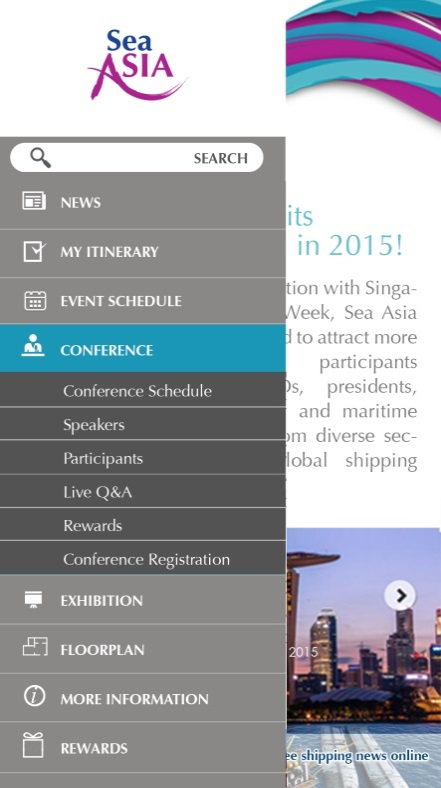 Sea
ASIA
SEARCH
NEWS
MY ITINERARY
EVENT SCHEDULE
CONFERENCE
Conference Schedule
Speakers
Participants
Live Q&A
Rewards
Conference Registration
EXHIBITION
FLOORPLAN
MORE INFORMATION
REWARDS
its
in 2015!
tion with Singa-
Week, Sea Asia
d to attract more
participants
Os, presidents,
and maritime
om diverse sec-
lobal shipping
2015
ee shipping news online